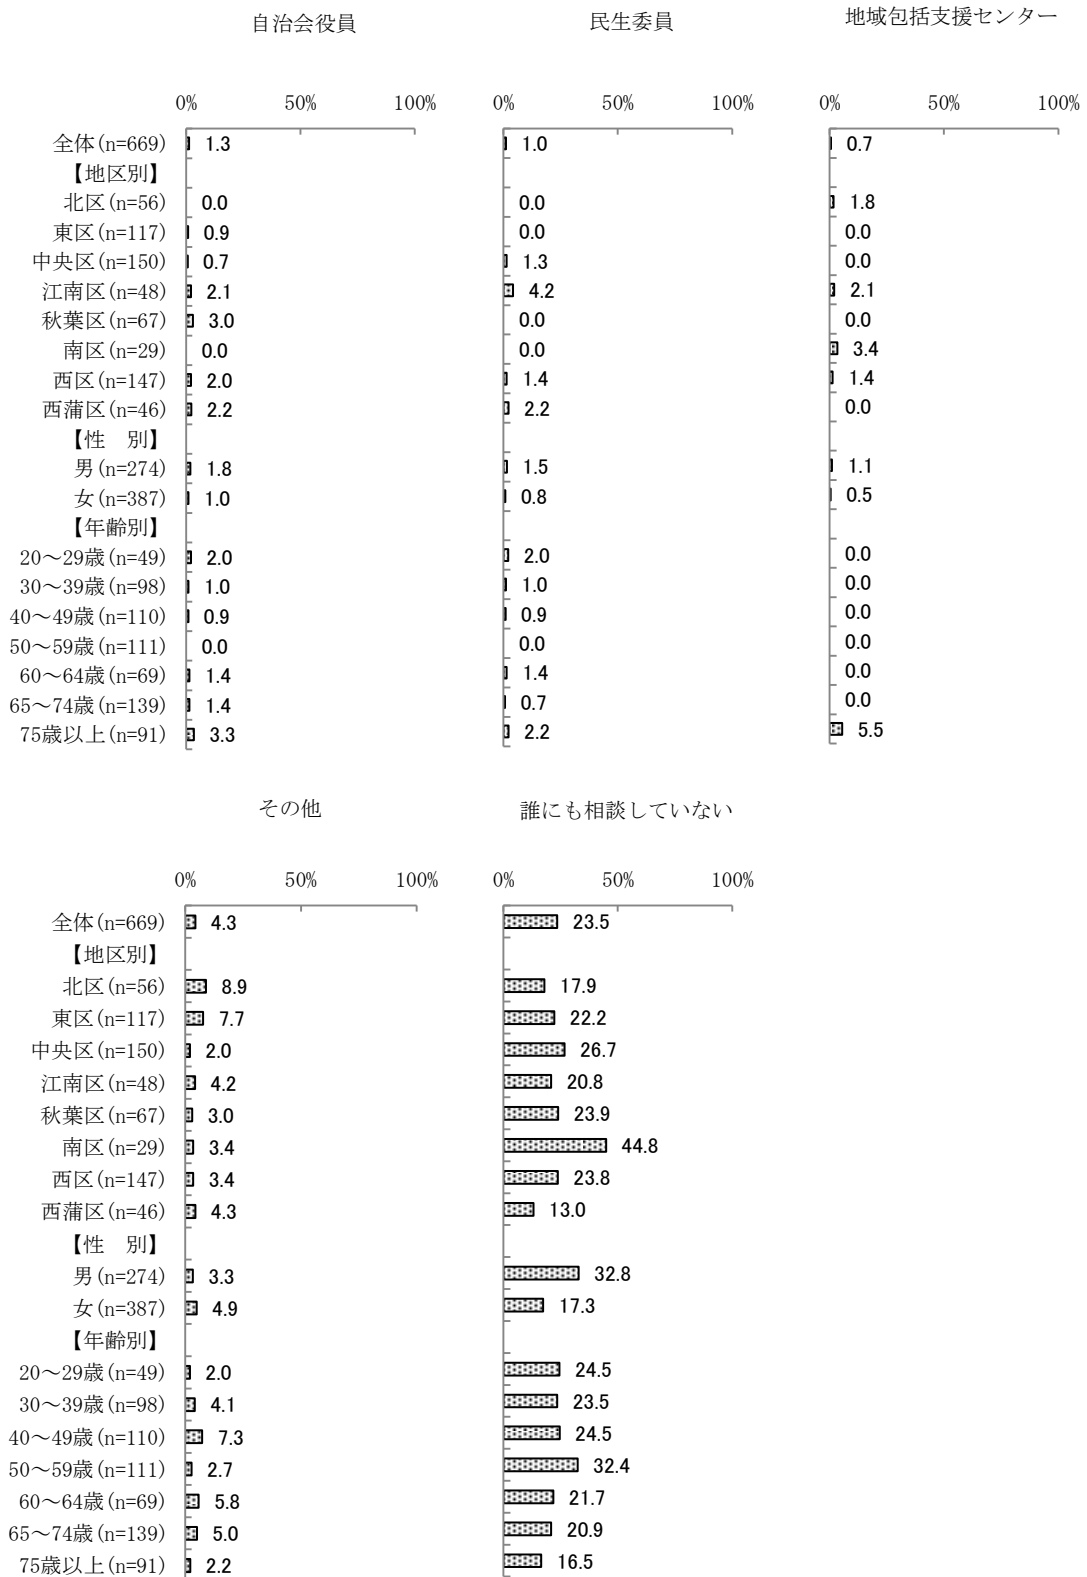 自治会役員 民生委員 地域包括支援センター
0% 50% 100% 0% 50% 100% 0% 50% 100%
全体(n=669) 1.3 1.0 0.7
【地区別】
北区(n=56) 0.0 0.0 1.8
東区(n=117) 0.9 0.0 0.0
中央区(n=150) 0.7 1.3 0.0
江南区(n=48) 2.1 4.2 2.1
秋葉区(n=67) 3.0 0.0 0.0
南区(n=29) 0.0 0.0 3.4
西区(n=147) 2.0 1.4 1.4
西蒲区(n=46) 2.2 2.2 0.0
【性　別】
男(n=274) 1.8 1.5 1.1
女(n=387) 1.0 0.8 0.5
【年齢別】
20～29歳(n=49) 2.0 2.0 0.0
30～39歳(n=98) 1.0 1.0 0.0
40～49歳(n=110) 0.9 0.9 0.0
50～59歳(n=111) 0.0 0.0 0.0
60～64歳(n=69) 1.4 1.4 0.0
65～74歳(n=139) 1.4 0.7 0.0
75歳以上(n=91) 3.3 2.2 5.5
その他 誰にも相談していない
0% 50% 100% 0% 50% 100%
全体(n=669) 4.3 23.5
【地区別】
北区(n=56) 8.9 17.9
東区(n=117) 7.7 22.2
中央区(n=150) 2.0 26.7
江南区(n=48) 4.2 20.8
秋葉区(n=67) 3.0 23.9
南区(n=29) 3.4 44.8
西区(n=147) 3.4 23.8
西蒲区(n=46) 4.3 13.0
【性　別】
男(n=274) 3.3 32.8
女(n=387) 4.9 17.3
【年齢別】
20～29歳(n=49) 2.0 24.5
30～39歳(n=98) 4.1 23.5
40～49歳(n=110) 7.3 24.5
50～59歳(n=111) 2.7 32.4
60～64歳(n=69) 5.8 21.7
65～74歳(n=139) 5.0 20.9
75歳以上(n=91) 2.2 16.5